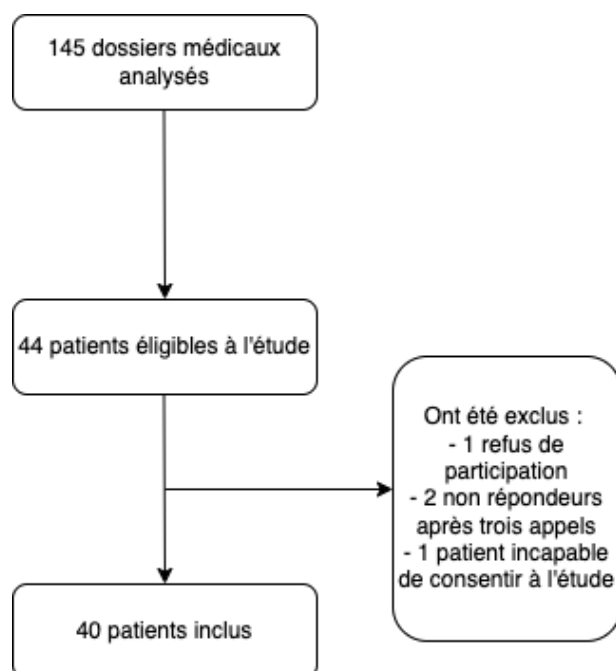 145 dossiers médicaux
analysés
44 patients éligibles à l'étude
Ont été exclus :
- 1 refus de
participation
- 2 non répondeurs
après trois appels
- 1 patient incapable
de consentir à l'étude
40 patients inclus